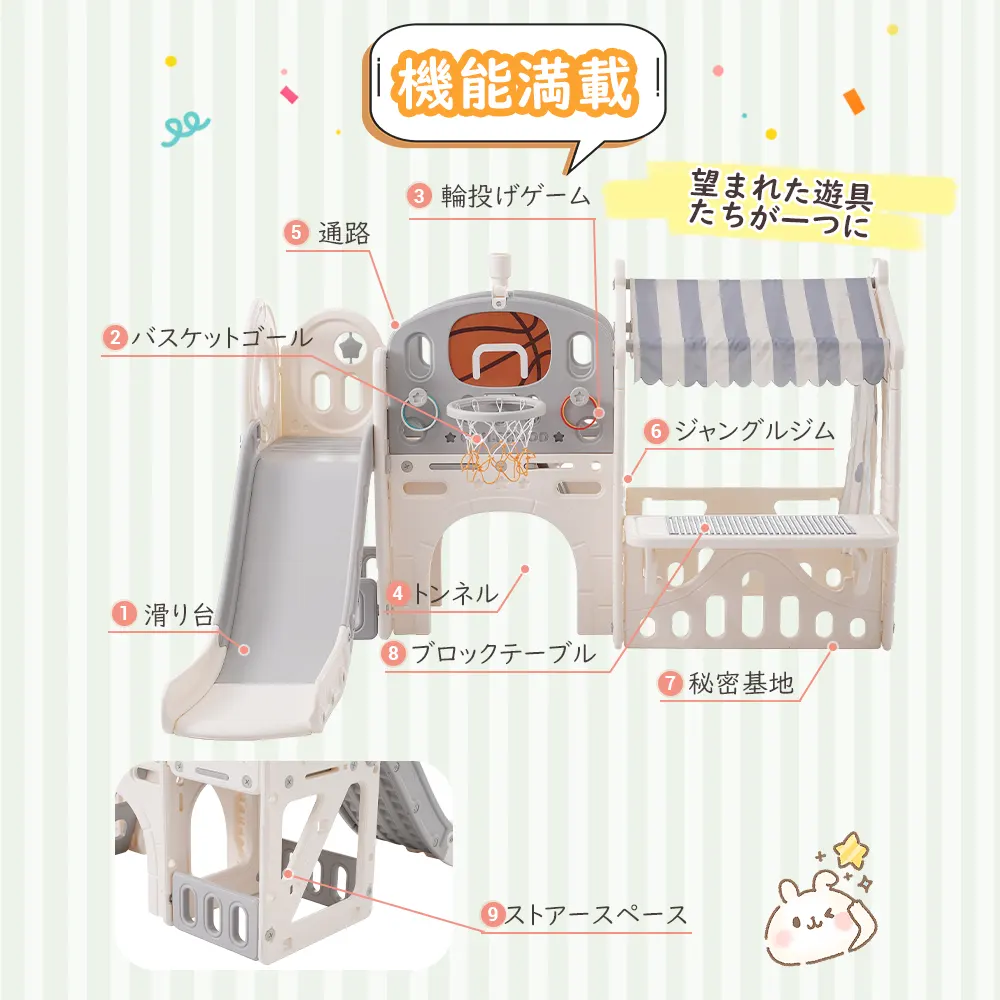 機能満載
望まれた遊具
たちが一つに
3 輪投げゲーム
5 通路
2 バスケットゴール
6 ジャングルジム
4 トンネル
1 滑り台
8 ブロックテーブル
7 秘密基地
9 ストアースペース